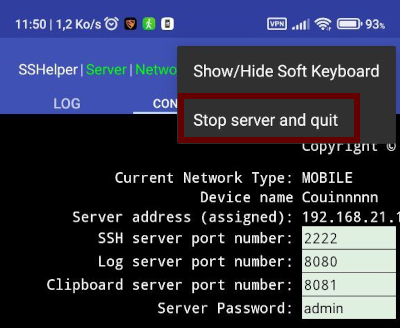 11:50 | 1,2 Ko/s VPN 93%
SSHelper | Server | Netwo
Show/Hide Soft Keyboard
LOG CON
Stop server and quit
Copyright ©
Current Network Type: MOBILE
Device name Couinnnnn
Server address (assigned): 192.168.21.1
SSH server port number: 2222
Log server port number: 8080
Clipboard server port number: 8081
Server Password: admin